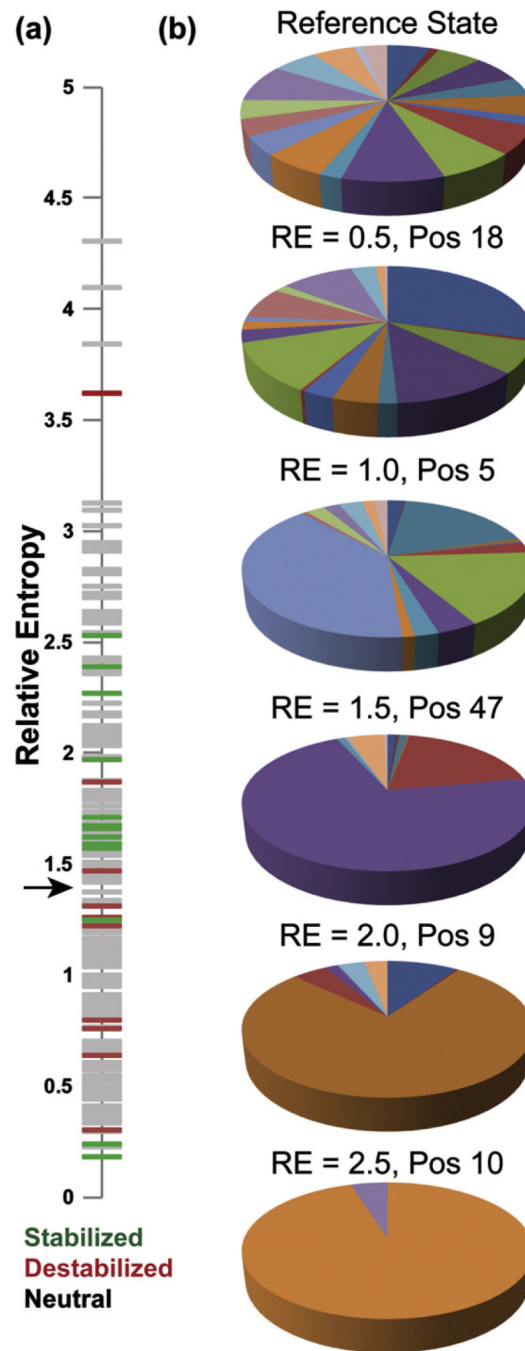 (a)
(b)
Reference State
5
4.5
4
3.5
3
2.5
2
1.5
1
0.5
0
Relative Entropy
RE = 0.5, Pos 18
RE = 1.0, Pos 5
RE = 1.5, Pos 47
RE = 2.0, Pos 9
RE = 2.5, Pos 10
Stabilized
Destabilized
Neutral